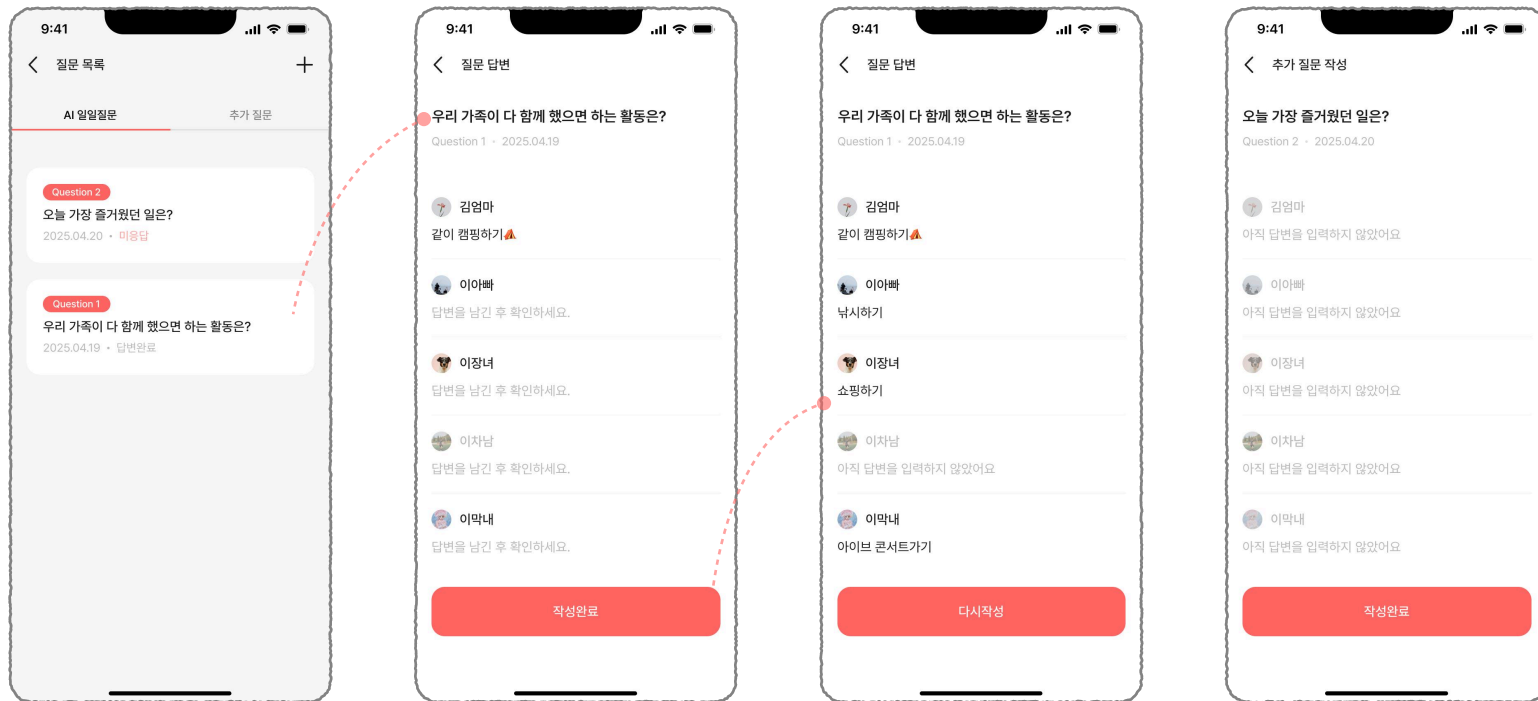 9:41
질문 목록
AI 일일질문
추가 질문
Question 2
오늘 가장 즐거웠던 일은?
2025.04.20 • 미응답
Question 1
우리 가족이 다 함께 했으면 하는 활동은?
2025.04.19 • 답변완료
9:41
질문 답변
우리 가족이 다 함께 했으면 하는 활동은?
Question 1 • 2025.04.19
김엄마
같이 캠핑하기⛺
이아빠
답변을 남긴 후 확인하세요.
이장녀
답변을 남긴 후 확인하세요.
이차남
답변을 남긴 후 확인하세요.
이막내
답변을 남긴 후 확인하세요.
작성완료
9:41
질문 답변
우리 가족이 다 함께 했으면 하는 활동은?
Question 1 • 2025.04.19
김엄마
같이 캠핑하기⛺
이아빠
낚시하기
이장녀
쇼핑하기
이차남
아직 답변을 입력하지 않았어요
이막내
아이브 콘서트가기
다시작성
9:41
추가 질문 작성
오늘 가장 즐거웠던 일은?
Question 2 • 2025.04.20
김엄마
아직 답변을 입력하지 않았어요
이아빠
아직 답변을 입력하지 않았어요
이장녀
아직 답변을 입력하지 않았어요
이차남
아직 답변을 입력하지 않았어요
이막내
아직 답변을 입력하지 않았어요
작성완료